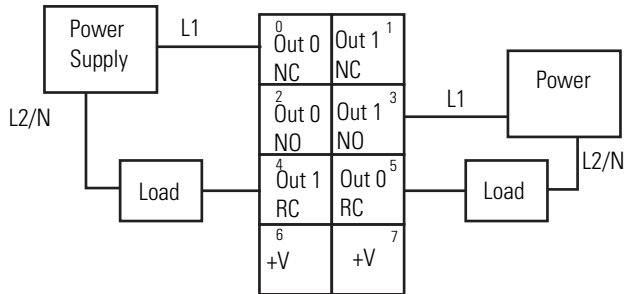 Power
Supply
L1
L2/N
Load
0
Out 0
NC
1
Out 1
NC
2
Out 0
NO
3
Out 1
NO
4
Out 1
RC
5
Out 0
RC
6
+V
7
+V
L1
Power
L2/N
Load